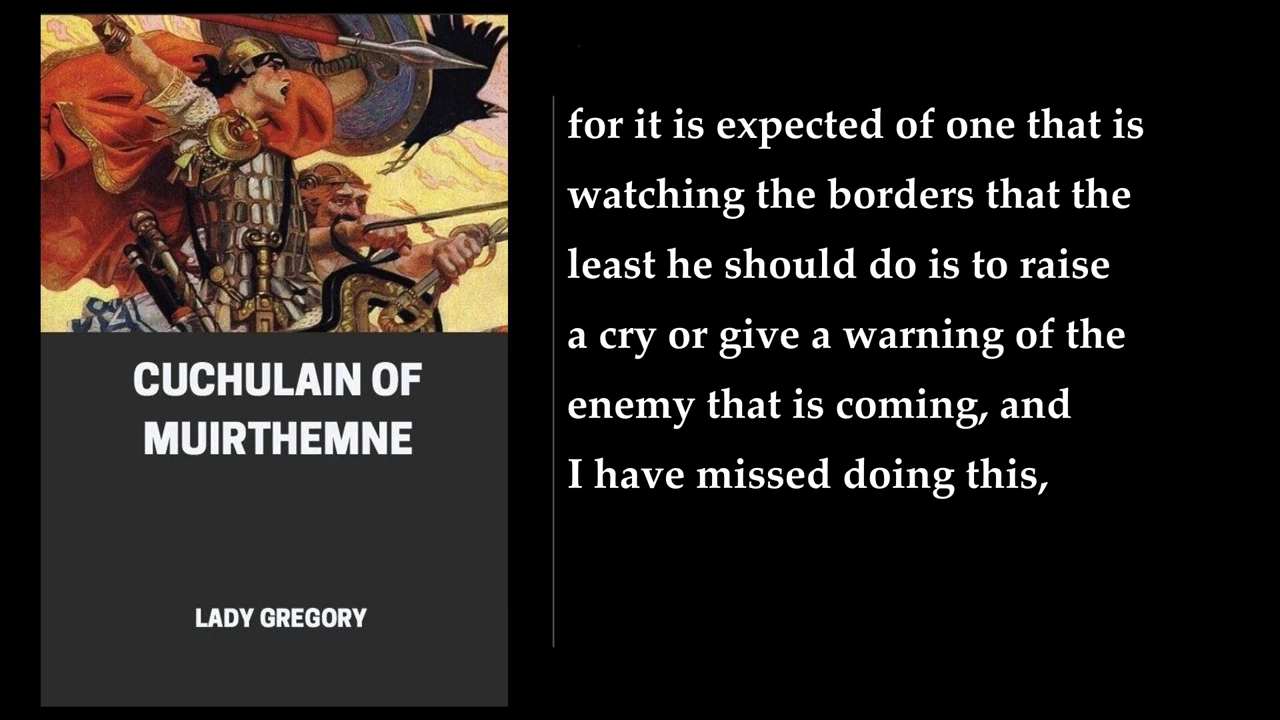 CUCHULAIN OF
MUIRTHEMNE
LADY GREGORY
for it is expected of one that is
watching the borders that the
least he should do is to raise
a cry or give a warning of the
enemy that is coming, and
I have missed doing this,